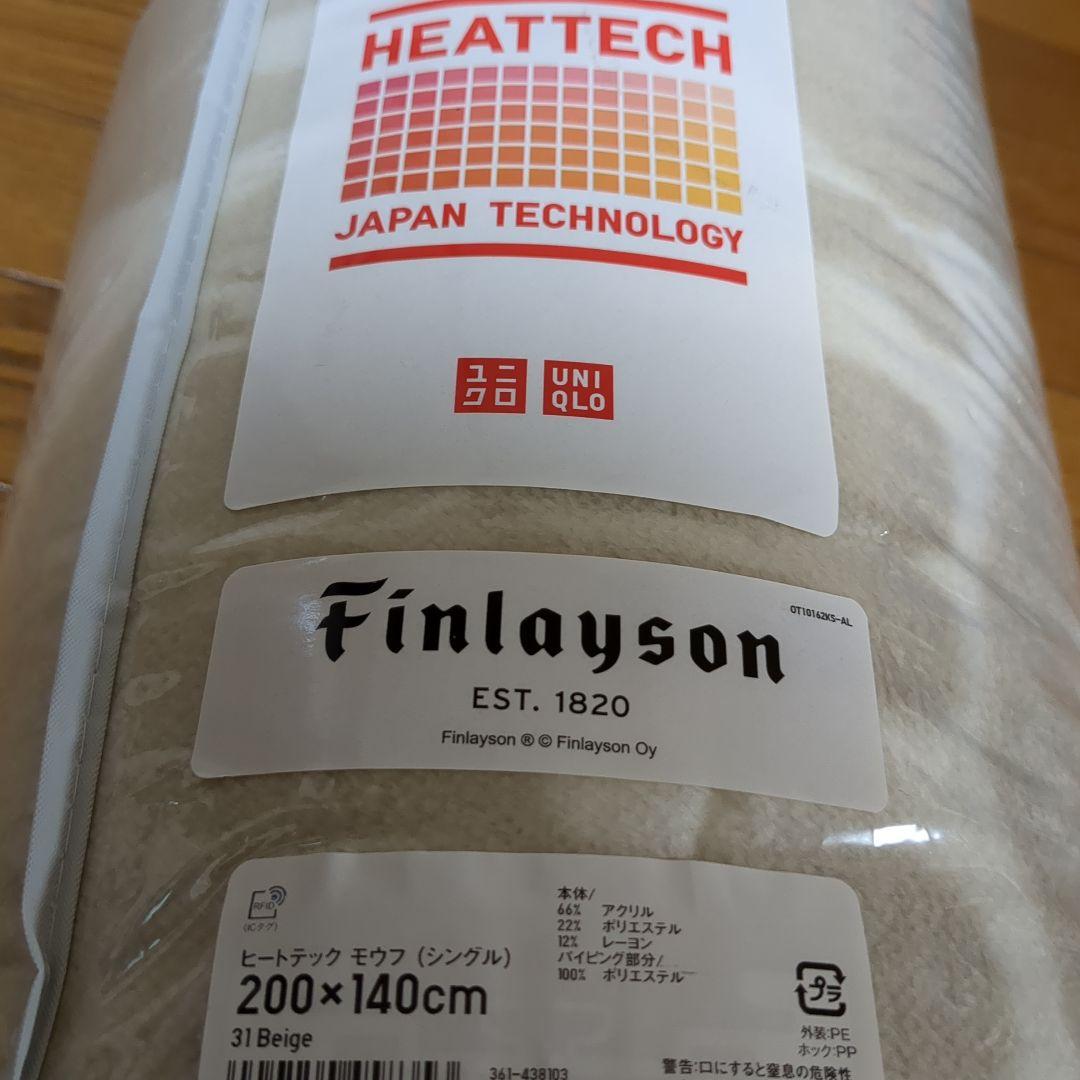 HEATTECH
JAPAN TECHNOLOGY
ユニ
クロ
UNI
QLO
OT10162KS-AL
Finlayson
EST. 1820
Finlayson ® © Finlayson Oy
RFID
(ICタグ)
ヒートテック モウフ (シングル)
200×140cm
31 Beige
361-438103
本体/
66% アクリル
22% ポリエステル
12% レーヨン
パイピング部分/
100% ポリエステル
プラ
外装:PE
ホック:PP
警告:口にすると窒息の危険性